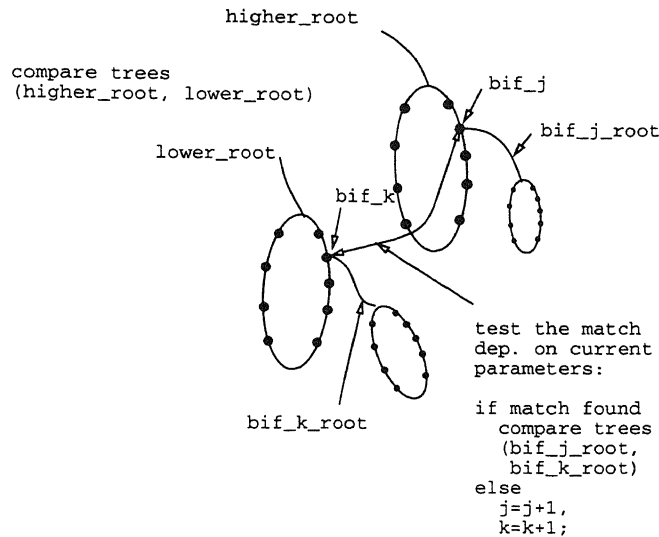 higher_root
compare trees
(higher_root, lower_root)
bif_j
bif_j_root
lower_root
bif_k
test the match
dep. on current
parameters:
if match found
compare trees
(bif_j_root,
bif_k_root)
else
j=j+1,
k=k+1;
bif_k_root